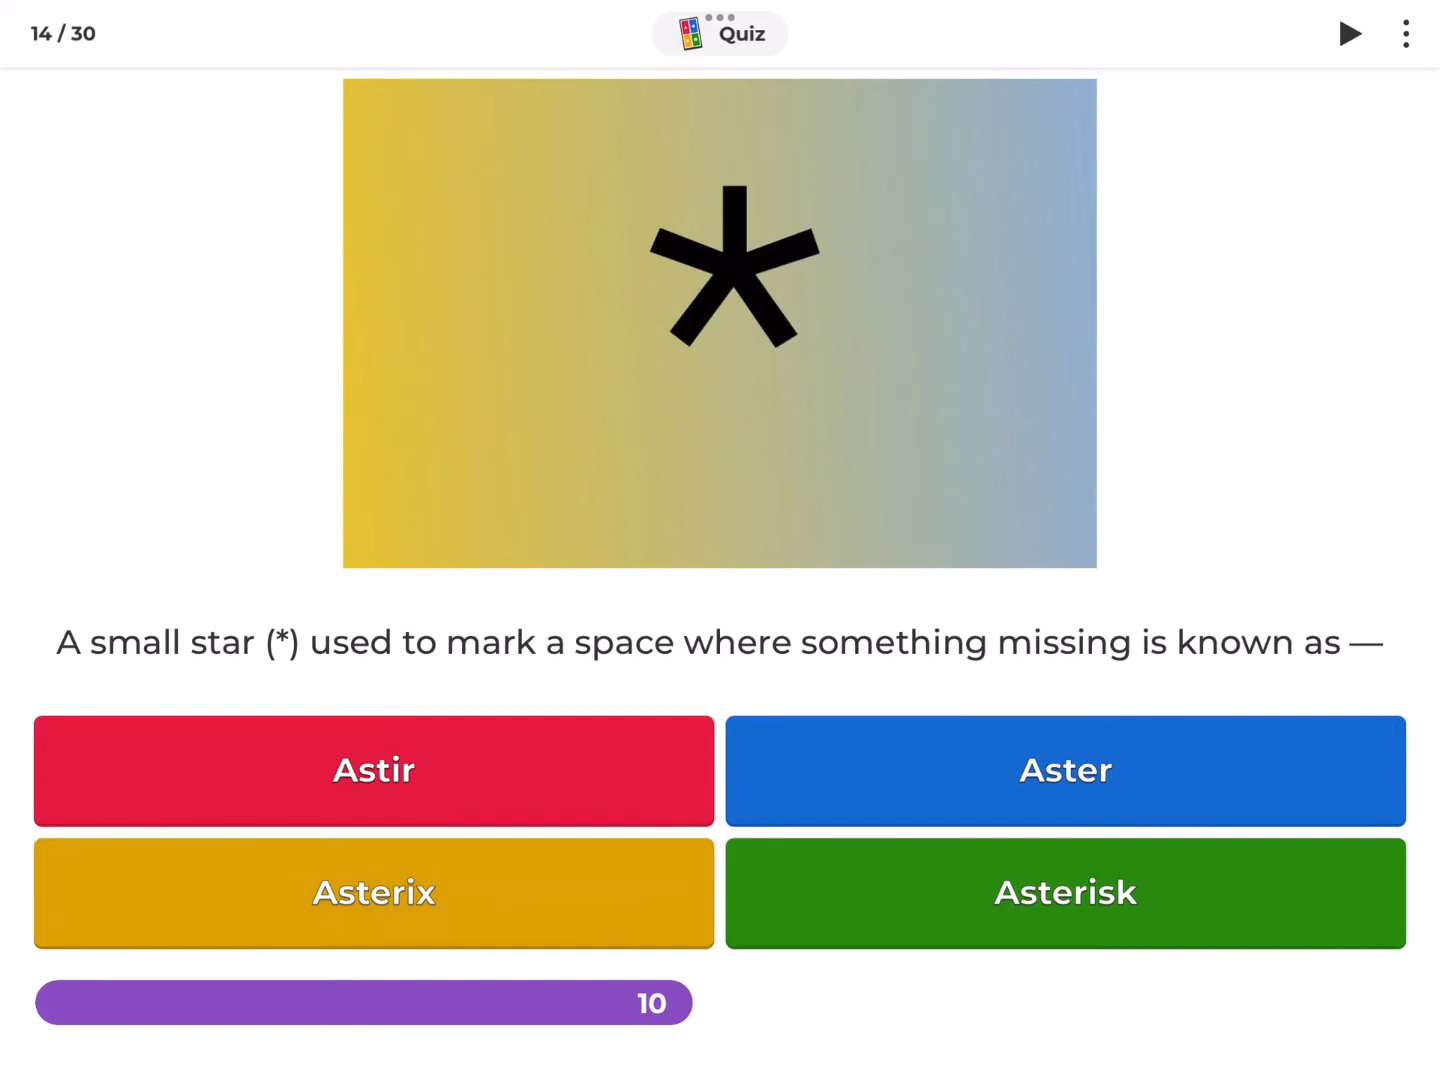 14 / 30
Quiz
*
A small star (*) used to mark a space where something missing is known as —
Astir
Aster
Asterix
Asterisk
10